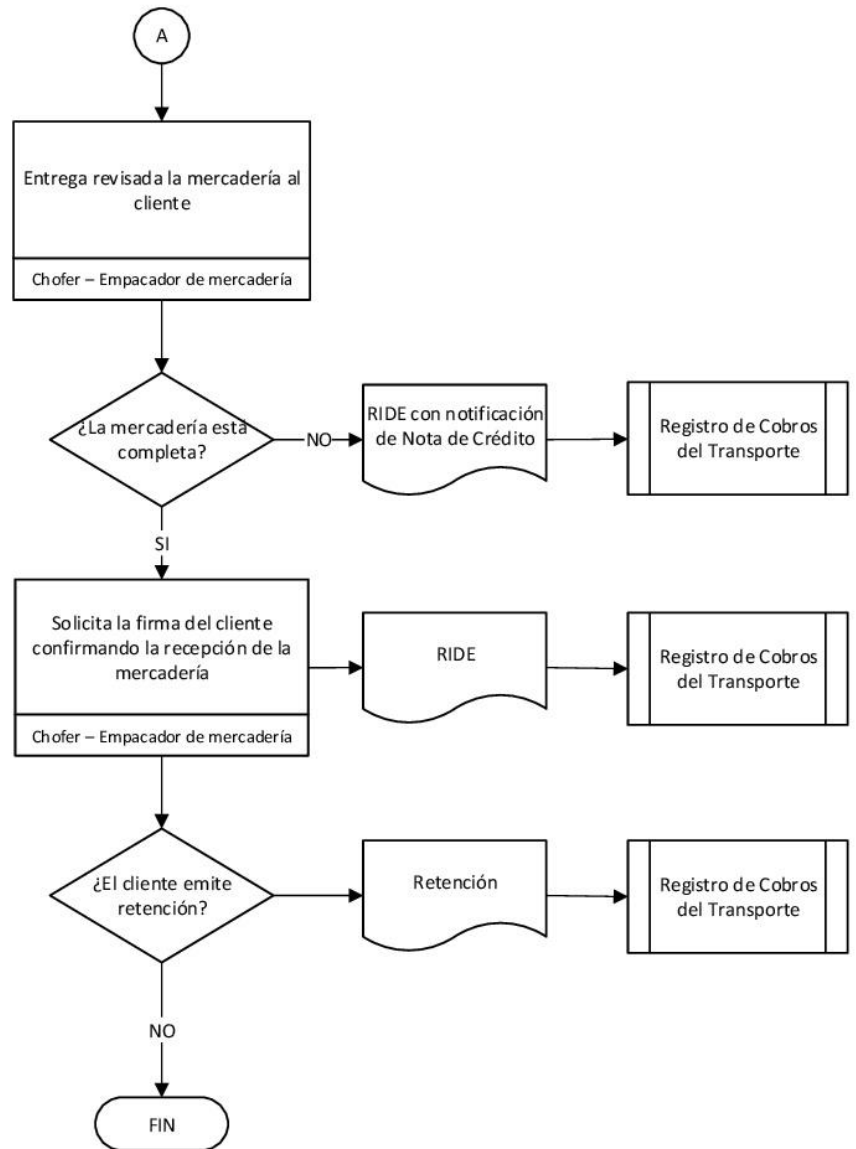 A
Entrega revisada la mercadería al
cliente
Chofer – Empacador de mercadería
¿La mercadería está
completa?
NO
RIDE con notificación
de Nota de Crédito
Registro de Cobros
del Transporte
SI
Solicita la firma del cliente
confirmando la recepción de la
mercadería
Chofer – Empacador de mercadería
RIDE
Registro de Cobros
del Transporte
¿El cliente emite
retención?
Retención
Registro de Cobros
del Transporte
NO
FIN